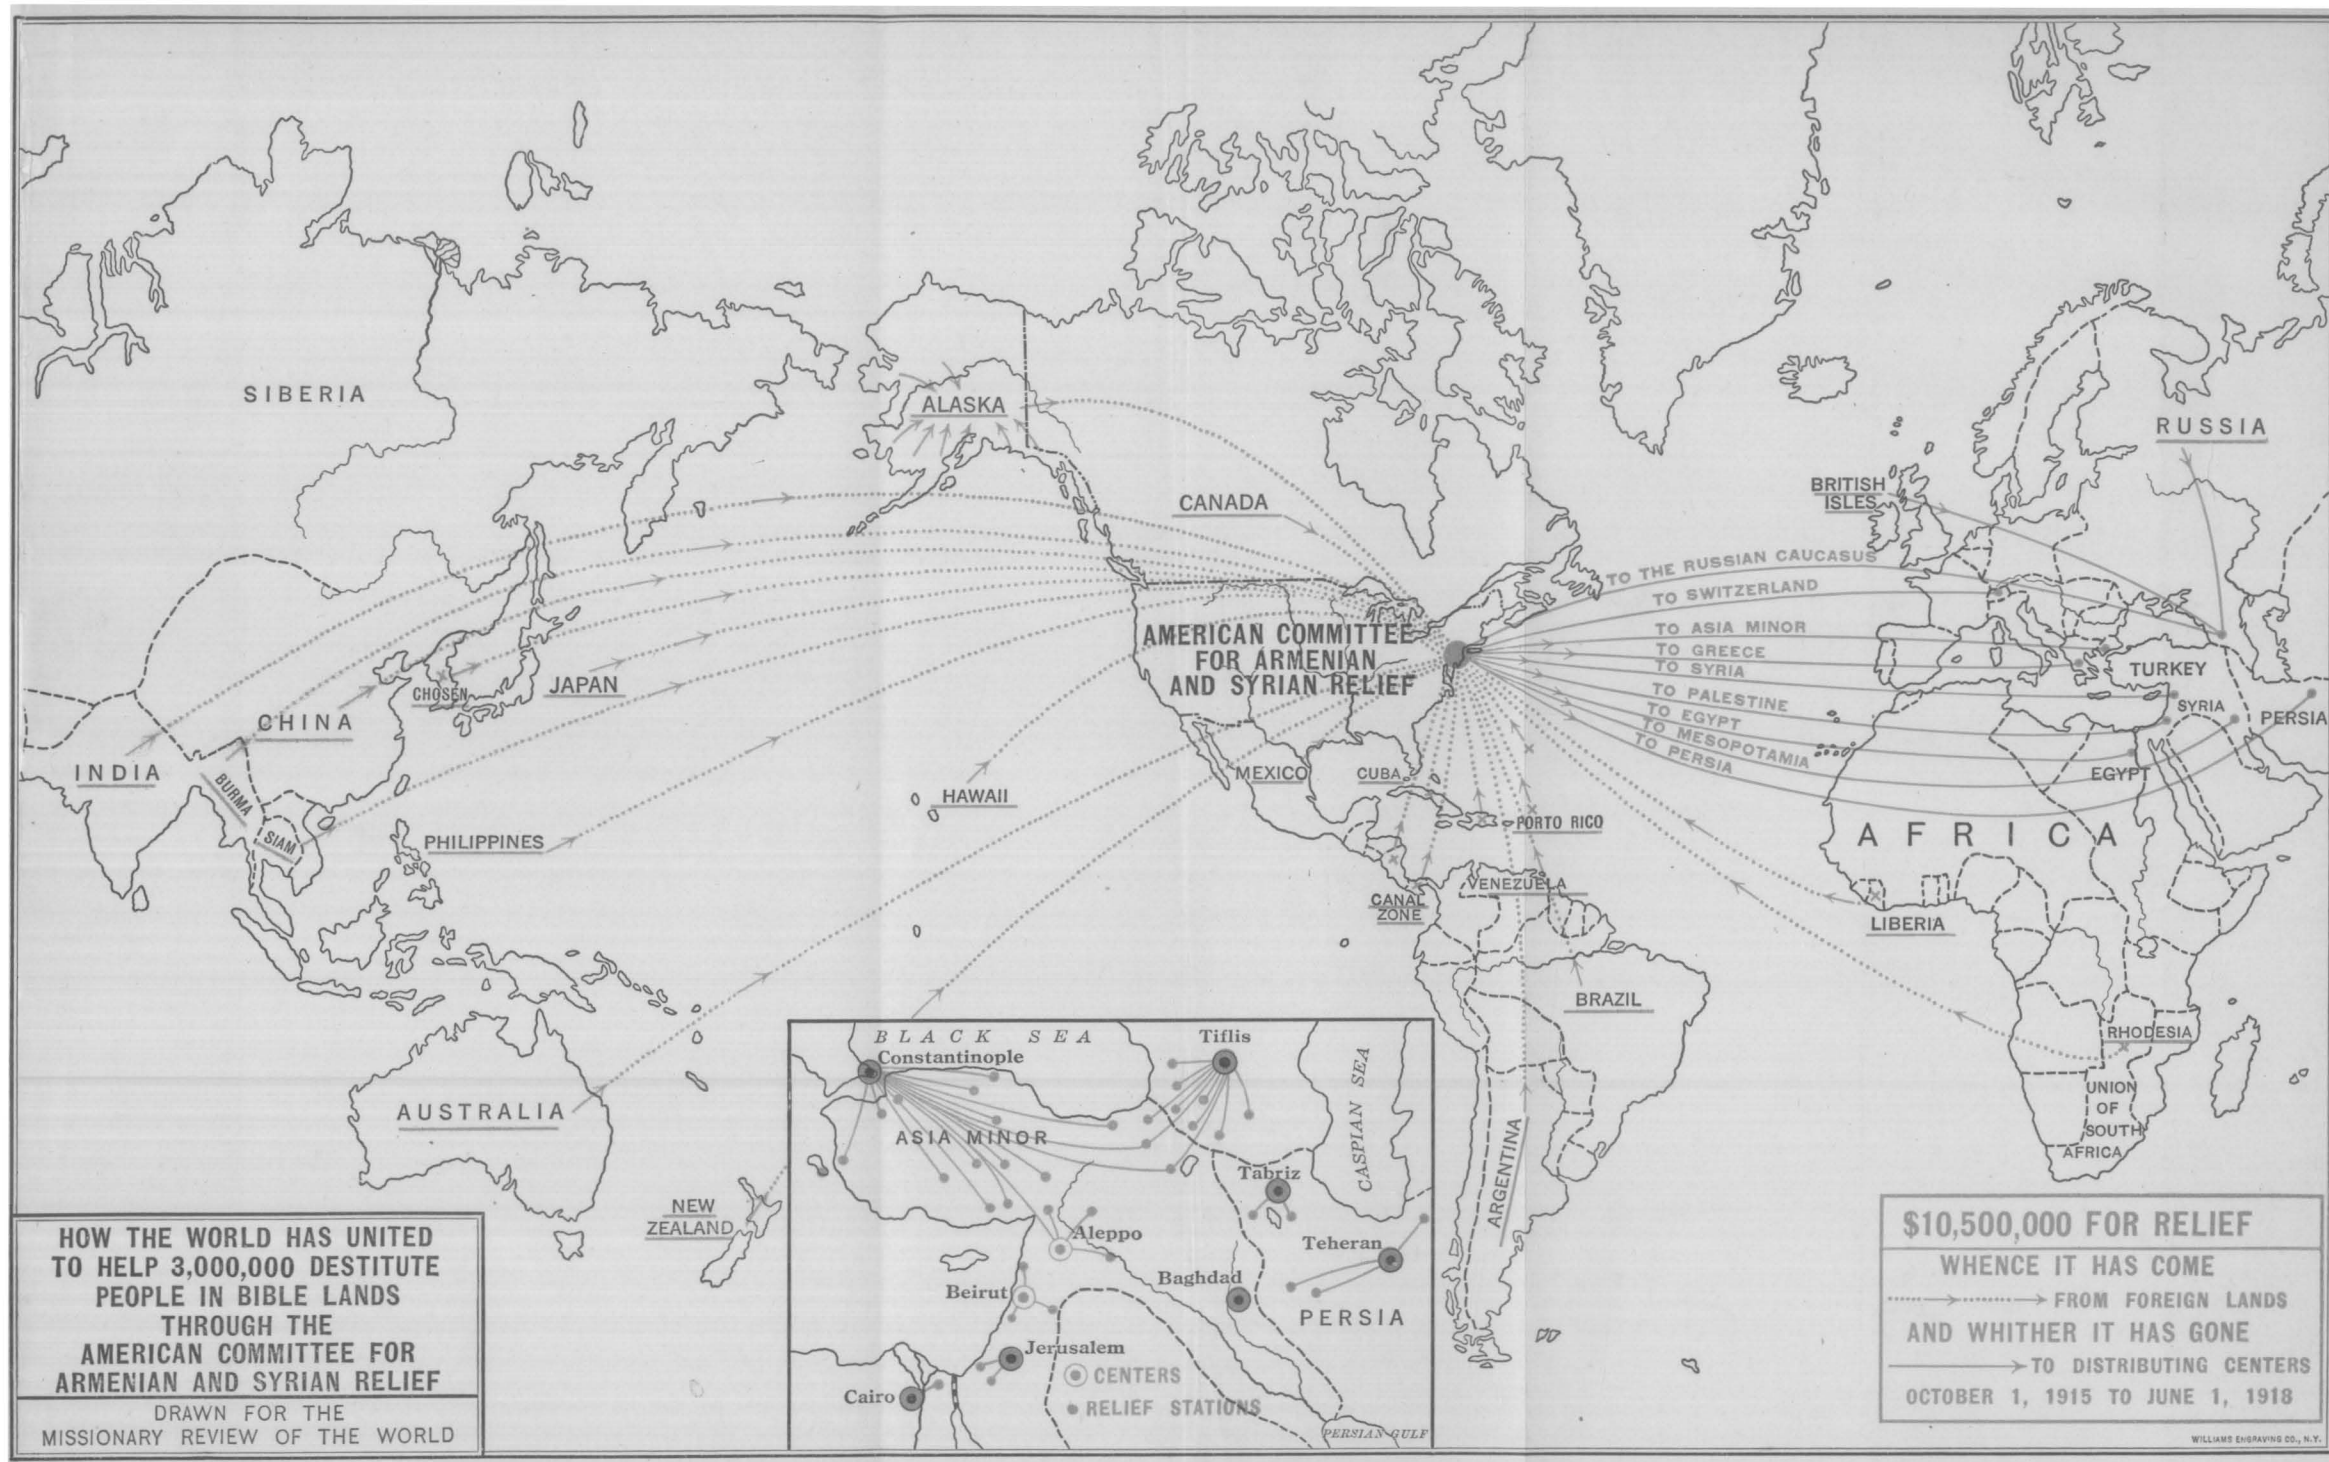 SIBERIA
ALASKA
CANADA
RUSSIA
BRITISH
ISLES
TO THE RUSSIAN CAUCASUS
TO SWITZERLAND
TO ASIA MINOR
TO GREECE
TO SYRIA
TO PALESTINE
TO EGYPT
TO MESOPOTAMIA
TO PERSIA
AMERICAN COMMITTEE
FOR ARMENIAN
AND SYRIAN RELIEF
TURKEY
SYRIA
PERSIA
EGYPT
CHOSEN
JAPAN
CHINA
INDIA
BURMA
SIAM
PHILIPPINES
HAWAII
MEXICO
CUBA
PORTO RICO
AFRICA
CANAL
ZONE
VENEZUELA
LIBERIA
BRAZIL
RHODESIA
UNION
OF
SOUTH
AFRICA
AUSTRALIA
NEW
ZEALAND
ARGENTINA
BLACK SEA
Constantinople
Tiflis
CASPIAN SEA
ASIA MINOR
Tabriz
Aleppo
Teheran
Baghdad
Beirut
PERSIA
Jerusalem
Cairo
CENTERS
RELIEF STATIONS
PERSIAN GULF
HOW THE WORLD HAS UNITED
TO HELP 3,000,000 DESTITUTE
PEOPLE IN BIBLE LANDS
THROUGH THE
AMERICAN COMMITTEE FOR
ARMENIAN AND SYRIAN RELIEF
DRAWN FOR THE
MISSIONARY REVIEW OF THE WORLD
$10,500,000 FOR RELIEF
WHENCE IT HAS COME
FROM FOREIGN LANDS
AND WHITHER IT HAS GONE
TO DISTRIBUTING CENTERS
OCTOBER 1, 1915 TO JUNE 1, 1918
WILLIAMS ENGRAVING CO., N.Y.